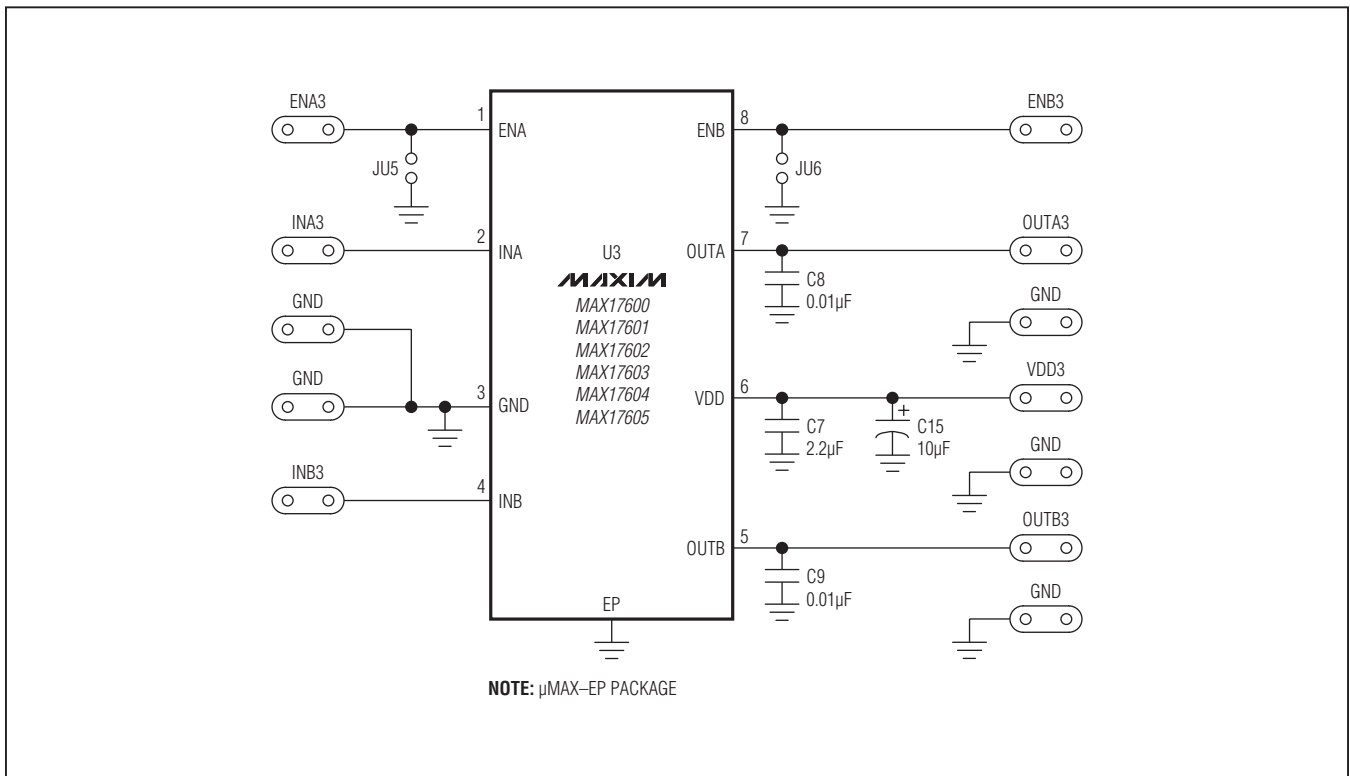 ENA3
1
ENA
JU5
INA3
2
INA
GND
GND
3
GND
INB3
4
INB
U3
MAXIM
MAX17600
MAX17601
MAX17602
MAX17603
MAX17604
MAX17605
EP
ENB
8
ENB3
JU6
OUTA
7
OUTA3
C8
0.01µF
GND
VDD
6
VDD3
C7
2.2µF
+
C15
10µF
GND
OUTB
5
OUTB3
C9
0.01µF
GND
NOTE: µMAX–EP PACKAGE